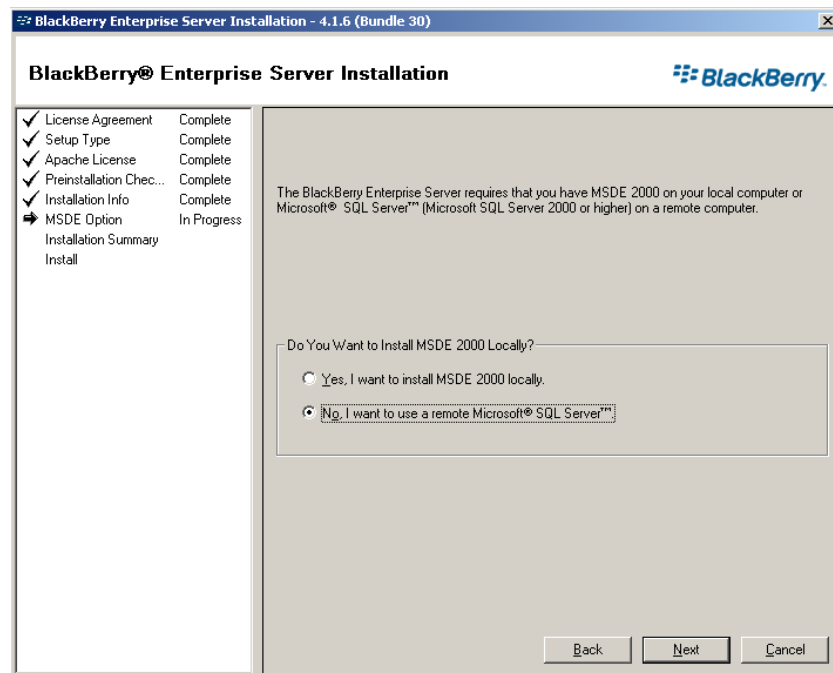 BlackBerry Enterprise Server Installation - 4.1.6 (Bundle 30)
BlackBerry® Enterprise Server Installation
BlackBerry.
License Agreement Complete
Setup Type Complete
Apache License Complete
Preinstallation Chec... Complete
Installation Info Complete
MSDE Option In Progress
Installation Summary
Install
The BlackBerry Enterprise Server requires that you have MSDE 2000 on your local computer or
Microsoft® SQL Server™ (Microsoft SQL Server 2000 or higher) on a remote computer.
Do You Want to Install MSDE 2000 Locally?
Yes, I want to install MSDE 2000 locally.
No, I want to use a remote Microsoft® SQL Server™.
Back Next Cancel